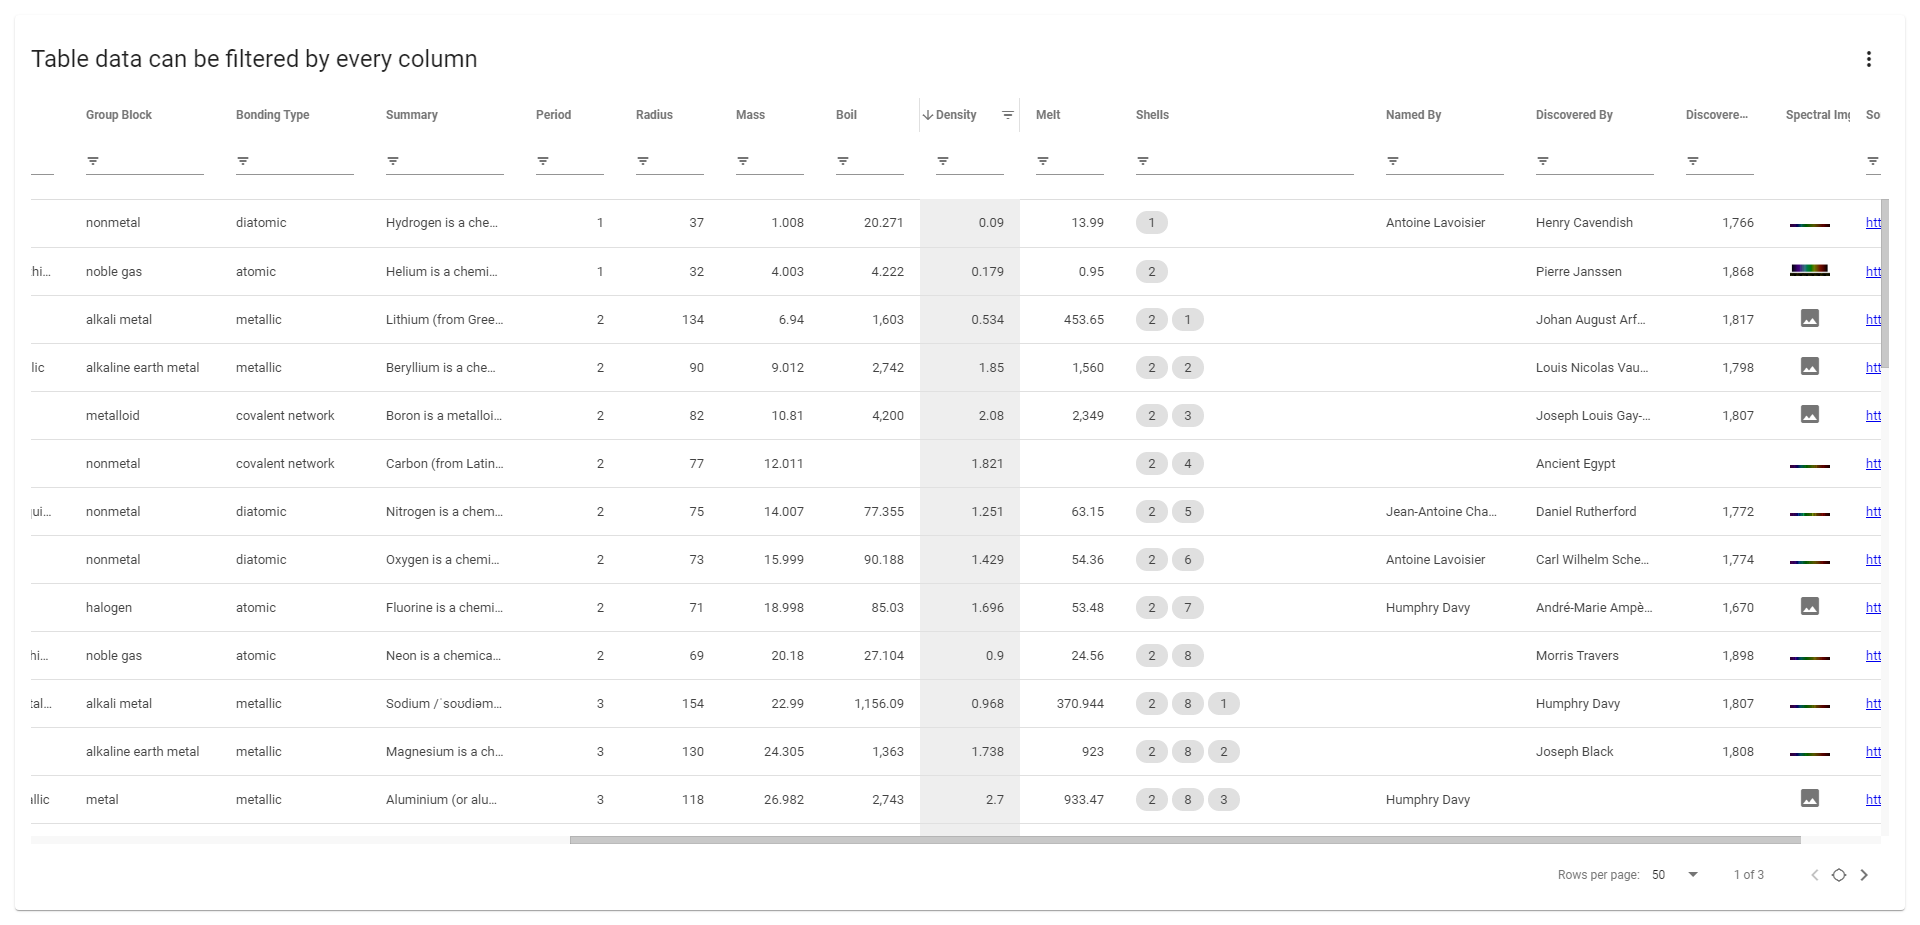 Table data can be filtered by every column
Group Block Bonding Type Summary Period Radius Mass Boil Density Melt Shells Named By Discovered By Discovere... Spectral Img So
nonmetal diatomic Hydrogen is a che... 1 37 1.008 20.271 0.09 13.99 1 Antoine Lavoisier Henry Cavendish 1,766 htt
hi... noble gas atomic Helium is a chemi... 1 32 4.003 4.222 0.179 0.95 2 Pierre Janssen 1,868 htt
alkali metal metallic Lithium (from Gree... 2 134 6.94 1,603 0.534 453.65 2 1 Johan August Arf... 1,817 htt
lic alkaline earth metal metallic Beryllium is a che... 2 90 9.012 2,742 1.85 1,560 2 2 Louis Nicolas Vau... 1,798 htt
metalloid covalent network Boron is a metalloi... 2 82 10.81 4,200 2.08 2,349 2 3 Joseph Louis Gay-... 1,807 htt
nonmetal covalent network Carbon (from Latin... 2 77 12.011 1.821 2 4 Ancient Egypt htt
ui... nonmetal diatomic Nitrogen is a chem... 2 75 14.007 77.355 1.251 63.15 2 5 Jean-Antoine Cha... Daniel Rutherford 1,772 htt
nonmetal diatomic Oxygen is a chemi... 2 73 15.999 90.188 1.429 54.36 2 6 Antoine Lavoisier Carl Wilhelm Sche... 1,774 htt
halogen atomic Fluorine is a chemi... 2 71 18.998 85.03 1.696 53.48 2 7 Humphry Davy André-Marie Ampè... 1,670 htt
hi... noble gas atomic Neon is a chemica... 2 69 20.18 27.104 0.9 24.56 2 8 Morris Travers 1,898 htt
tal... alkali metal metallic Sodium /ˈsoʊdiəm... 3 154 22.99 1,156.09 0.968 370.944 2 8 1 Humphry Davy 1,807 htt
alkaline earth metal metallic Magnesium is a ch... 3 130 24.305 1,363 1.738 923 2 8 2 Joseph Black 1,808 htt
allic metal metallic Aluminium (or alu... 3 118 26.982 2,743 2.7 933.47 2 8 3 Humphry Davy htt
Rows per page: 50 1 of 3